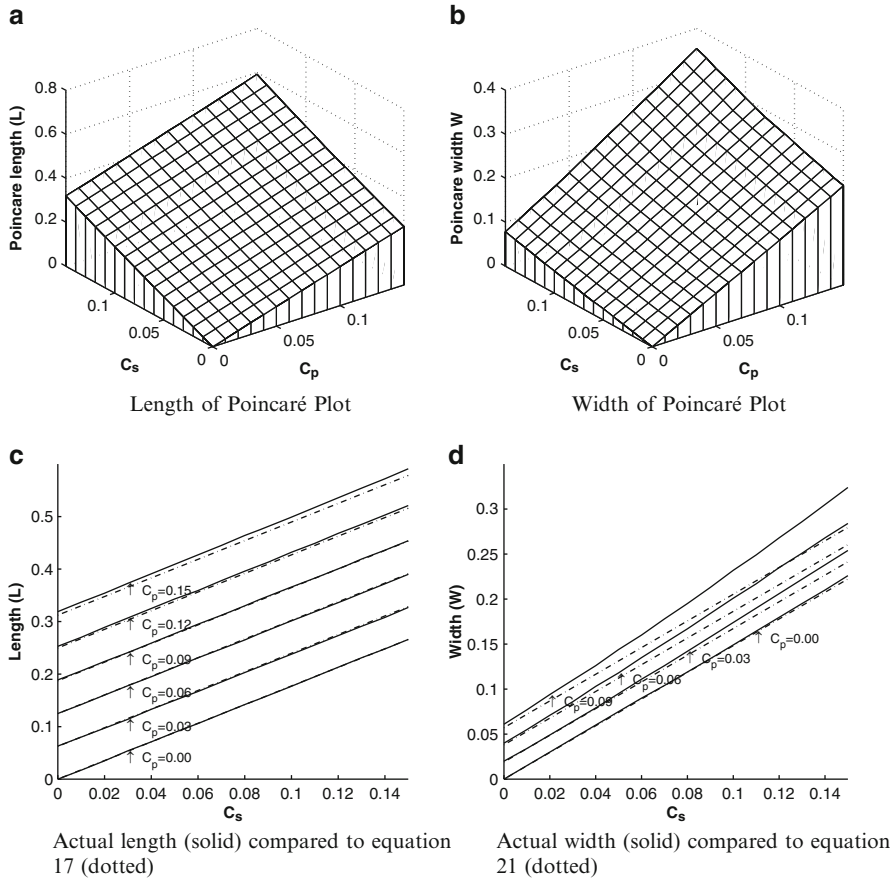 a
b
0.8
0.6
0.4
0.2
0
Poincare length (L)
0.1
0.05
0
0
0.05
0.1
Cs
Cp
Length of Poincaré Plot
0.4
0.3
0.2
0.1
0
Poincare width W
0.1
0.05
0
0
0.05
0.1
Cs
Cp
Width of Poincaré Plot
c
0.5
0.4
0.3
0.2
0.1
0
Length (L)
↑ Cp=0.15
↑ Cp=0.12
↑ Cp=0.09
↑ Cp=0.06
↑ Cp=0.03
↑ Cp=0.00
0 0.02 0.04 0.06 0.08 0.1 0.12 0.14
Cs
Actual length (solid) compared to equation
17 (dotted)
d
0.3
0.25
0.2
0.15
0.1
0.05
0
Width (W)
↑ Cp=0.00
↑ Cp=0.03
↑ Cp=0.06
↑ Cp=0.09
0 0.02 0.04 0.06 0.08 0.1 0.12 0.14
Cs
Actual width (solid) compared to equation
21 (dotted)